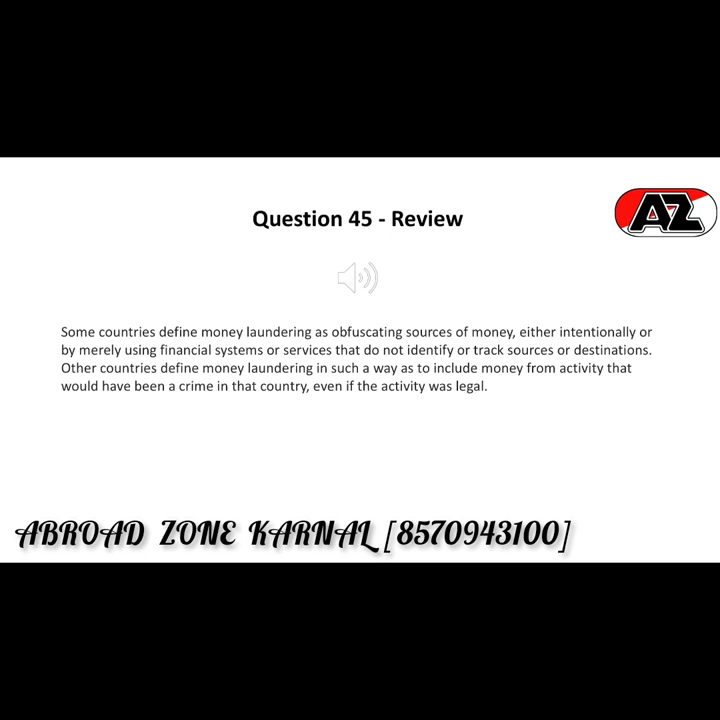 Question 45 - Review
AZ
Some countries define money laundering as obfuscating sources of money, either intentionally or
by merely using financial systems or services that do not identify or track sources or destinations.
Other countries define money laundering in such a way as to include money from activity that
would have been a crime in that country, even if the activity was legal.
ABROAD ZONE KARNAL [8570943100]